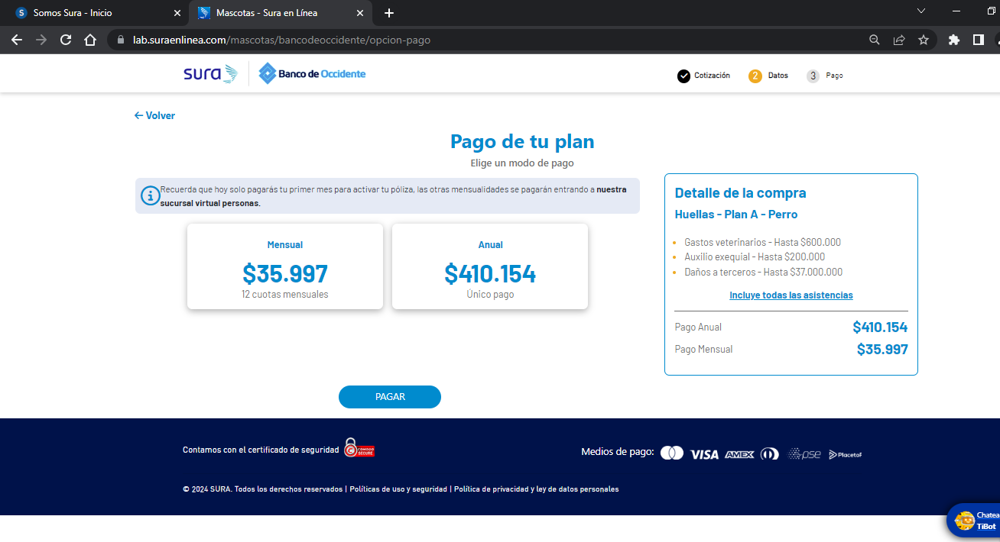 Somos Sura - Inicio
Mascotas - Sura en Línea
lab.suraenlinea.com/mascotas/bancodeoccidente/opcion-pago
sura
Banco de Occidente
Cotización
2 Datos
3 Pago
Volver
Pago de tu plan
Elige un modo de pago
Recuerda que hoy solo pagarás tu primer mes para activar tu póliza, las otras mensualidades se pagarán entrando a nuestra
sucursal virtual personas.
Mensual
$35.997
12 cuotas mensuales
Anual
$410.154
Único pago
PAGAR
Detalle de la compra
Huellas - Plan A - Perro
Gastos veterinarios - Hasta $600.000
Auxilio exequial - Hasta $200.000
Daños a terceros - Hasta $37.000.000
Incluye todas las asistencias
Pago Anual $410.154
Pago Mensual $35.997
Contamos con el certificado de seguridad
COMODO
SECURE
Medios de pago:
VISA
AMEX
pse
Placetop
© 2024 SURA. Todos los derechos reservados | Políticas de uso y seguridad | Política de privacidad y ley de datos personales
Chatea
TiBot